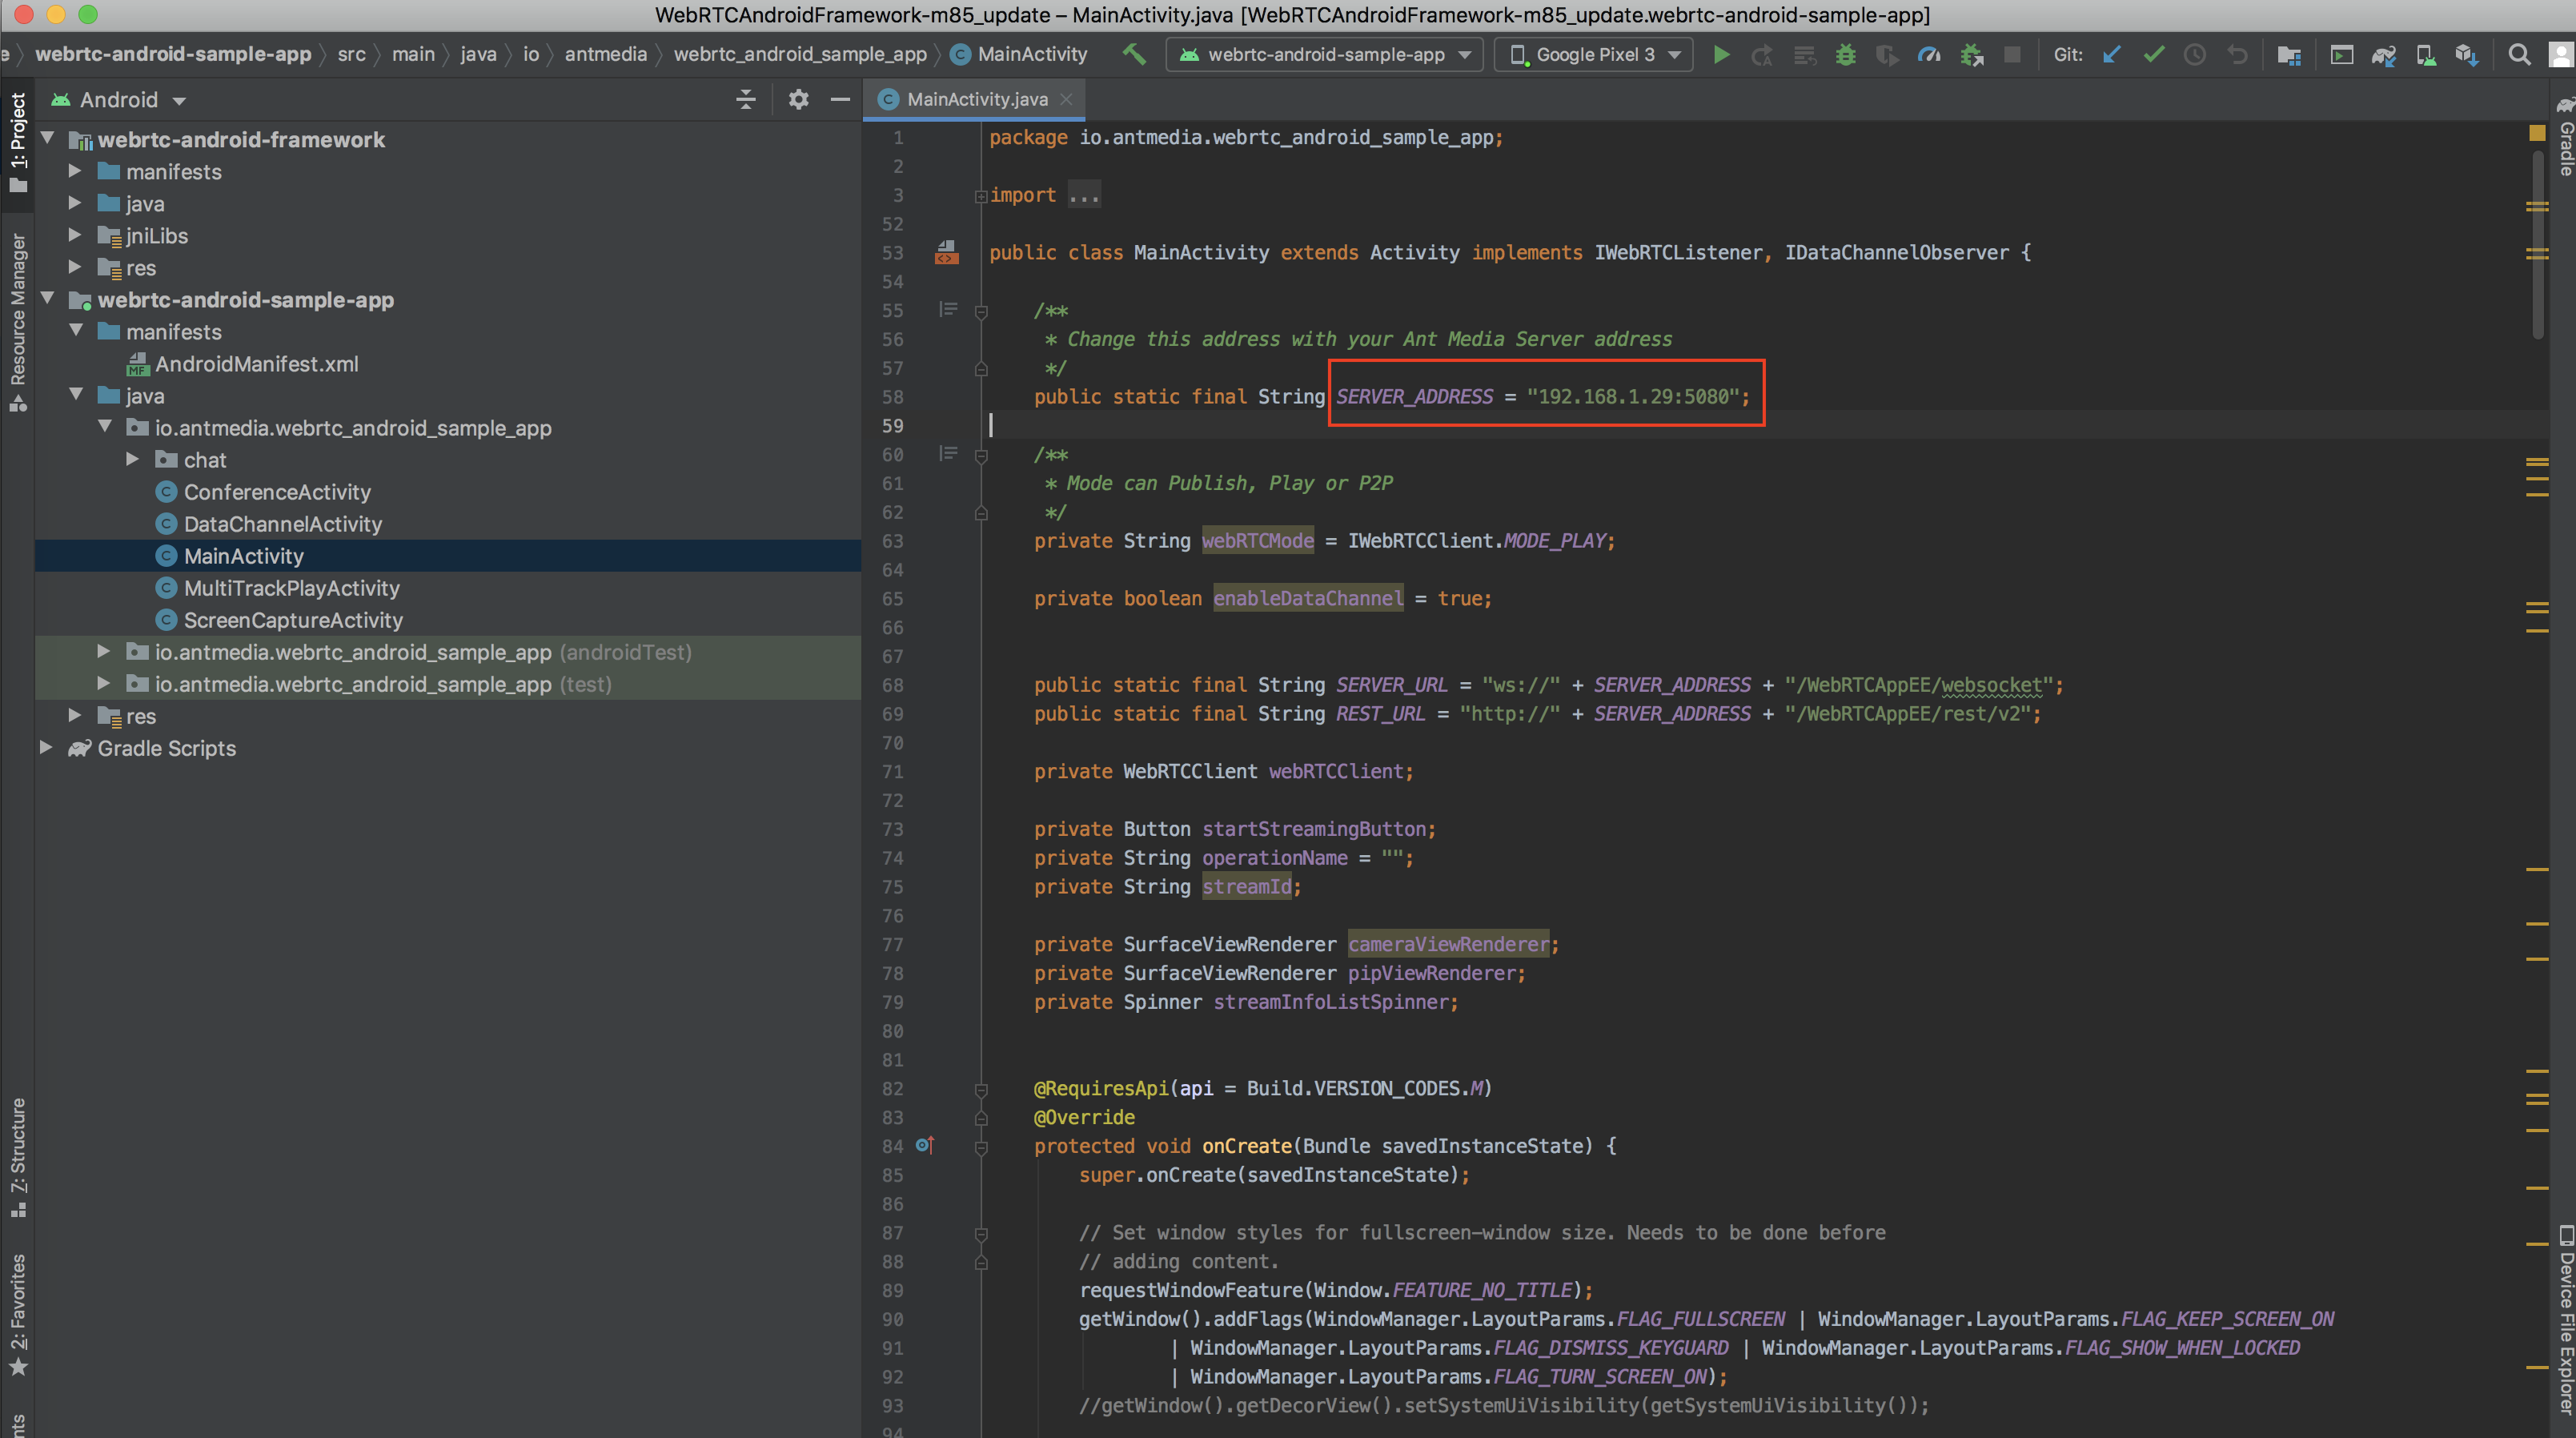 WebRTCAndroidFramework-m85_update – MainActivity.java [WebRTCAndroidFramework-m85_update.webrtc-android-sample-app]
e webrtc-android-sample-app src main java io antmedia webrtc_android_sample_app MainActivity webrtc-android-sample-app Google Pixel 3 Git:
1: Project
Resource Manager
Z: Structure
2: Favorites
Android
webrtc-android-framework
manifests
java
jniLibs
res
webrtc-android-sample-app
manifests
AndroidManifest.xml
java
io.antmedia.webrtc_android_sample_app
chat
ConferenceActivity
DataChannelActivity
MainActivity
MultiTrackPlayActivity
ScreenCaptureActivity
io.antmedia.webrtc_android_sample_app (androidTest)
io.antmedia.webrtc_android_sample_app (test)
res
Gradle Scripts
MainActivity.java
1 package io.antmedia.webrtc_android_sample_app;
2
3 import ...
52
53 public class MainActivity extends Activity implements IWebRTCListener, IDataChannelObserver {
54
55 /**
56 * Change this address with your Ant Media Server address
57 */
58 public static final String SERVER_ADDRESS = "192.168.1.29:5080";
59
60 /**
61 * Mode can Publish, Play or P2P
62 */
63 private String webRTCMode = IWebRTCClient.MODE_PLAY;
64
65 private boolean enableDataChannel = true;
66
67
68 public static final String SERVER_URL = "ws://" + SERVER_ADDRESS + "/WebRTCAppEE/websocket";
69 public static final String REST_URL = "http://" + SERVER_ADDRESS + "/WebRTCAppEE/rest/v2";
70
71 private WebRTCClient webRTCClient;
72
73 private Button startStreamingButton;
74 private String operationName = "";
75 private String streamId;
76
77 private SurfaceViewRenderer cameraViewRenderer;
78 private SurfaceViewRenderer pipViewRenderer;
79 private Spinner streamInfoListSpinner;
80
81
82 @RequiresApi(api = Build.VERSION_CODES.M)
83 @Override
84 protected void onCreate(Bundle savedInstanceState) {
85 super.onCreate(savedInstanceState);
86
87 // Set window styles for fullscreen-window size. Needs to be done before
88 // adding content.
89 requestWindowFeature(Window.FEATURE_NO_TITLE);
90 getWindow().addFlags(WindowManager.LayoutParams.FLAG_FULLSCREEN | WindowManager.LayoutParams.FLAG_KEEP_SCREEN_ON
91 | WindowManager.LayoutParams.FLAG_DISMISS_KEYGUARD | WindowManager.LayoutParams.FLAG_SHOW_WHEN_LOCKED
92 | WindowManager.LayoutParams.FLAG_TURN_SCREEN_ON);
93 //getWindow().getDecorView().setSystemUiVisibility(getSystemUiVisibility());
94
Gradle
Device File Explorer